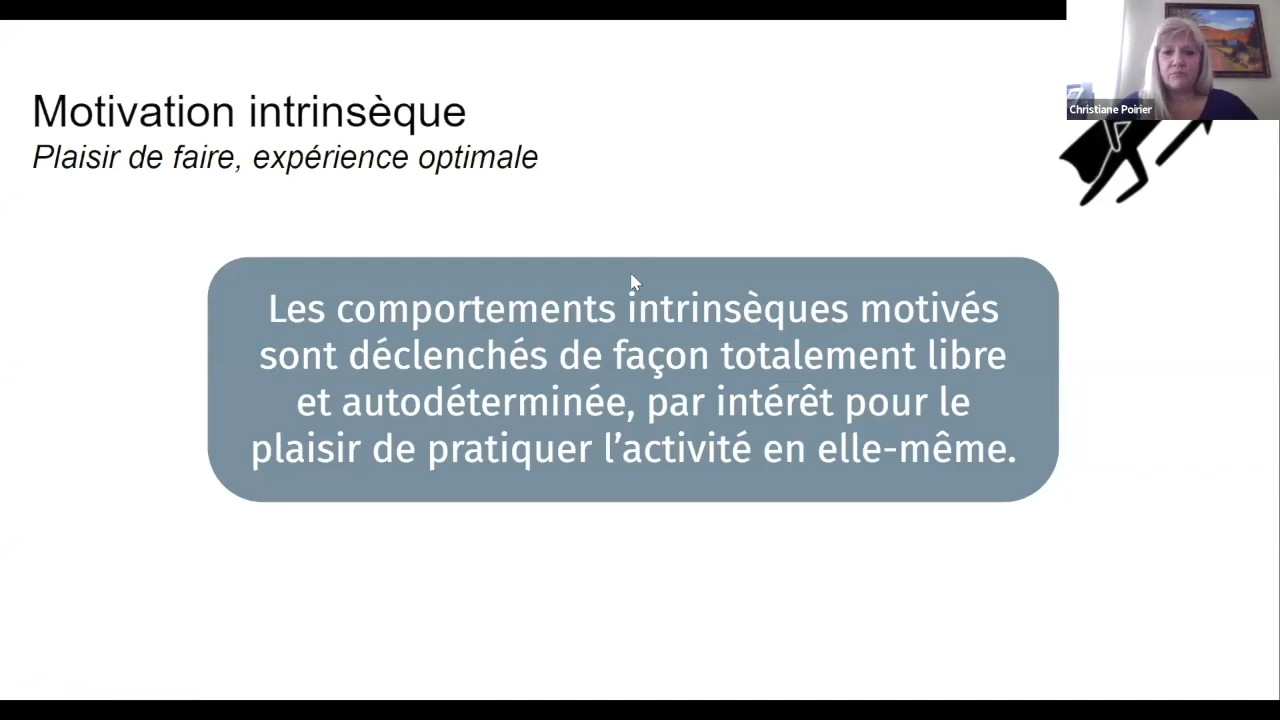 Christiane Poirier
Motivation intrinsèque
Plaisir de faire, expérience optimale
Les comportements intrinsèques motivés
sont déclenchés de façon totalement libre
et autodéterminée, par intérêt pour le
plaisir de pratiquer l’activité en elle-même.